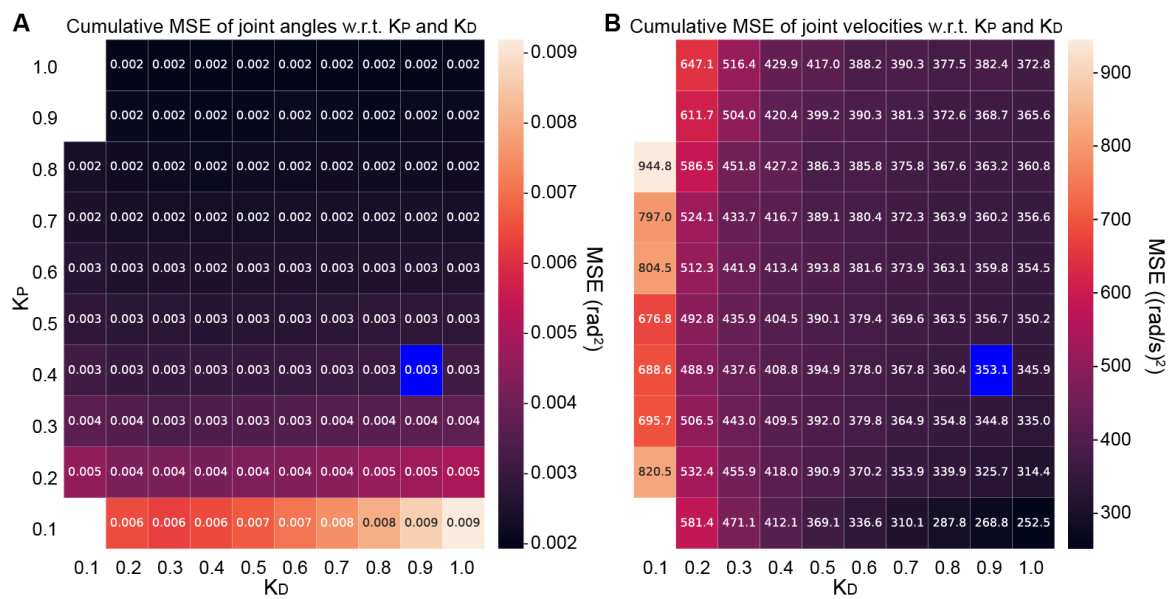 A Cumulative MSE of joint angles w.r.t. KP and KD
1.0 0.002 0.002 0.002 0.002 0.002 0.002 0.002 0.002 0.002
0.9 0.002 0.002 0.002 0.002 0.002 0.002 0.002 0.002 0.002
0.8 0.002 0.002 0.002 0.002 0.002 0.002 0.002 0.002 0.002 0.002
0.7 0.002 0.002 0.002 0.002 0.002 0.002 0.002 0.002 0.002 0.002
0.6 0.003 0.003 0.003 0.002 0.003 0.003 0.003 0.003 0.003 0.003
0.5 0.003 0.003 0.003 0.003 0.003 0.003 0.003 0.003 0.003 0.003
0.4 0.003 0.003 0.003 0.003 0.003 0.003 0.003 0.003 0.003 0.003
0.3 0.004 0.003 0.003 0.003 0.003 0.003 0.004 0.004 0.004 0.004
0.2 0.005 0.004 0.004 0.004 0.004 0.004 0.004 0.005 0.005 0.005
0.1 0.006 0.006 0.006 0.007 0.007 0.008 0.008 0.009 0.009
0.1 0.2 0.3 0.4 0.5 0.6 0.7 0.8 0.9 1.0
KP
KD
0.009
0.008
0.007
0.006
0.005
0.004
0.003
0.002
MSE (rad²)
B Cumulative MSE of joint velocities w.r.t. KP and KD
647.1 516.4 429.9 417.0 388.2 390.3 377.5 382.4 372.8
611.7 504.0 420.4 399.2 390.3 381.3 372.6 368.7 365.6
944.8 586.5 451.8 427.2 386.3 385.8 375.8 367.6 363.2 360.8
797.0 524.1 433.7 416.7 389.1 380.4 372.3 363.9 360.2 356.6
804.5 512.3 441.9 413.4 393.8 381.6 373.9 363.1 359.8 354.5
676.8 492.8 435.9 404.5 390.1 379.4 369.6 363.5 356.7 350.2
688.6 488.9 437.6 408.8 394.9 378.0 367.8 360.4 353.1 345.9
695.7 506.5 443.0 409.5 392.0 379.8 364.9 354.8 344.8 335.0
820.5 532.4 455.9 418.0 390.9 370.2 353.9 339.9 325.7 314.4
581.4 471.1 412.1 369.1 336.6 310.1 287.8 268.8 252.5
0.1 0.2 0.3 0.4 0.5 0.6 0.7 0.8 0.9 1.0
KD
900
800
700
600
500
400
300
MSE ((rad/s)²)